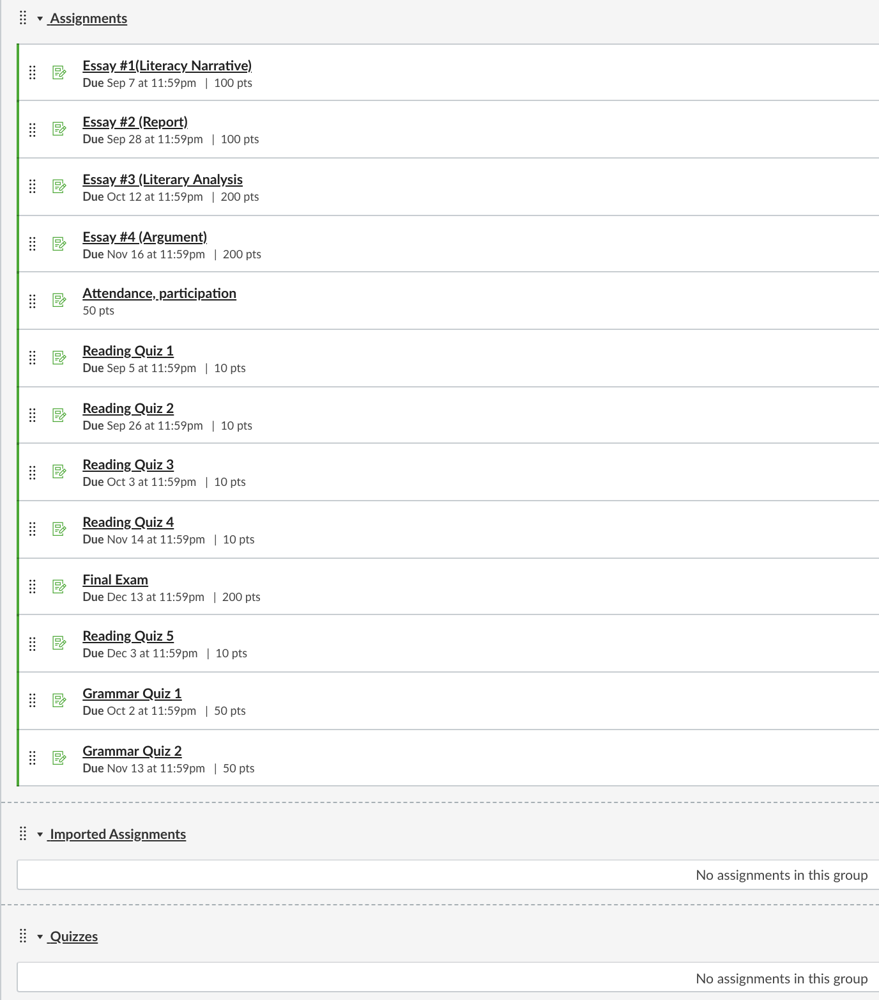 Assignments
Essay #1(Literacy Narrative)
Due Sep 7 at 11:59pm | 100 pts
Essay #2 (Report)
Due Sep 28 at 11:59pm | 100 pts
Essay #3 (Literary Analysis
Due Oct 12 at 11:59pm | 200 pts
Essay #4 (Argument)
Due Nov 16 at 11:59pm | 200 pts
Attendance, participation
50 pts
Reading Quiz 1
Due Sep 5 at 11:59pm | 10 pts
Reading Quiz 2
Due Sep 26 at 11:59pm | 10 pts
Reading Quiz 3
Due Oct 3 at 11:59pm | 10 pts
Reading Quiz 4
Due Nov 14 at 11:59pm | 10 pts
Final Exam
Due Dec 13 at 11:59pm | 200 pts
Reading Quiz 5
Due Dec 3 at 11:59pm | 10 pts
Grammar Quiz 1
Due Oct 2 at 11:59pm | 50 pts
Grammar Quiz 2
Due Nov 13 at 11:59pm | 50 pts
Imported Assignments
No assignments in this group
Quizzes
No assignments in this group